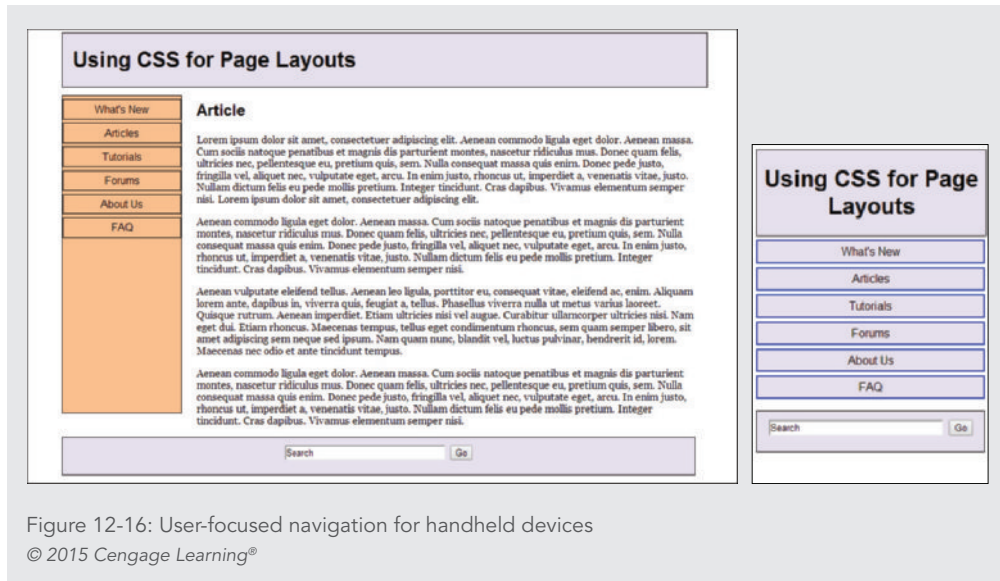 Using CSS for Page Layouts
What's New
Articles
Tutorials
Forums
About Us
FAQ
Article
Lorem ipsum dolor sit amet, consectetuer adipiscing elit. Aenean commodo ligula eget dolor. Aenean massa.
Cum sociis natoque penatibus et magnis dis parturient montes, nascetur ridiculus mus. Donec quam felis,
ultricies nec, pellentesque eu, pretium quis, sem. Nulla consequat massa quis enim. Donec pede justo,
fringilla vel, aliquet nec, vulputate eget, arcu. In enim justo, rhoncus ut, imperdiet a, venenatis vitae, justo.
Nullam dictum felis eu pede mollis pretium. Integer tincidunt. Cras dapibus. Vivamus elementum semper
nisi. Lorem ipsum dolor sit amet, consectetuer adipiscing elit.
Aenean commodo ligula eget dolor. Aenean massa. Cum sociis natoque penatibus et magnis dis parturient
montes, nascetur ridiculus mus. Donec quam felis, ultricies nec, pellentesque eu, pretium quis, sem. Nulla
consequat massa quis enim. Donec pede justo, fringilla vel, aliquet nec, vulputate eget, arcu. In enim justo,
rhoncus ut, imperdiet a, venenatis vitae, justo. Nullam dictum felis eu pede mollis pretium. Integer
tincidunt. Cras dapibus. Vivamus elementum semper nisi.
Aenean vulputate eleifend tellus. Aenean leo ligula, porttitor eu, consequat vitae, eleifend ac, enim. Aliquam
lorem ante, dapibus in, viverra quis, feugiat a, tellus. Phasellus viverra nulla ut metus varius laoreet.
Quisque rutrum. Aenean imperdiet. Etiam ultricies nisi vel augue. Curabitur ullamcorper ultricies nisi. Nam
eget dui. Etiam rhoncus. Maecenas tempus, tellus eget condimentum rhoncus, sem quam semper libero, sit
amet adipiscing sem neque sed ipsum. Nam quam nunc, blandit vel, luctus pulvinar, hendrerit id, lorem.
Maecenas nec odio et ante tincidunt tempus.
Aenean commodo ligula eget dolor. Aenean massa. Cum sociis natoque penatibus et magnis dis parturient
montes, nascetur ridiculus mus. Donec quam felis, ultricies nec, pellentesque eu, pretium quis, sem. Nulla
consequat massa quis enim. Donec pede justo, fringilla vel, aliquet nec, vulputate eget, arcu. In enim justo,
rhoncus ut, imperdiet a, venenatis vitae, justo. Nullam dictum felis eu pede mollis pretium. Integer
tincidunt. Cras dapibus. Vivamus elementum semper nisi.
Search
Go
Using CSS for Page
Layouts
What's New
Articles
Tutorials
Forums
About Us
FAQ
Search
Go
Figure 12-16: User-focused navigation for handheld devices
© 2015 Cengage Learning®